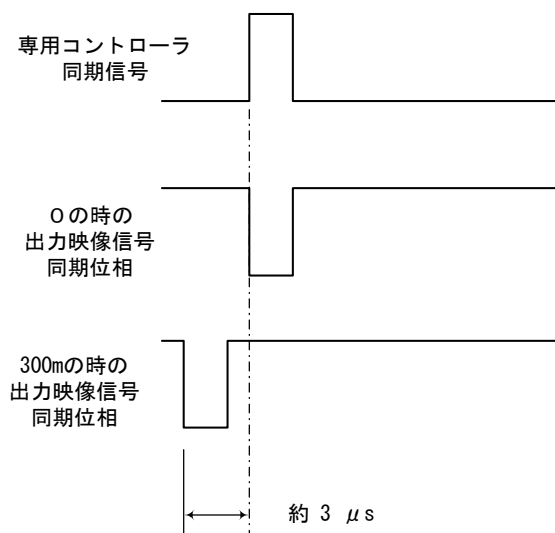 専用コントローラ
同期信号
0の時の
出力映像信号
同期位相
300mの時の
出力映像信号
同期位相
約 3 μs